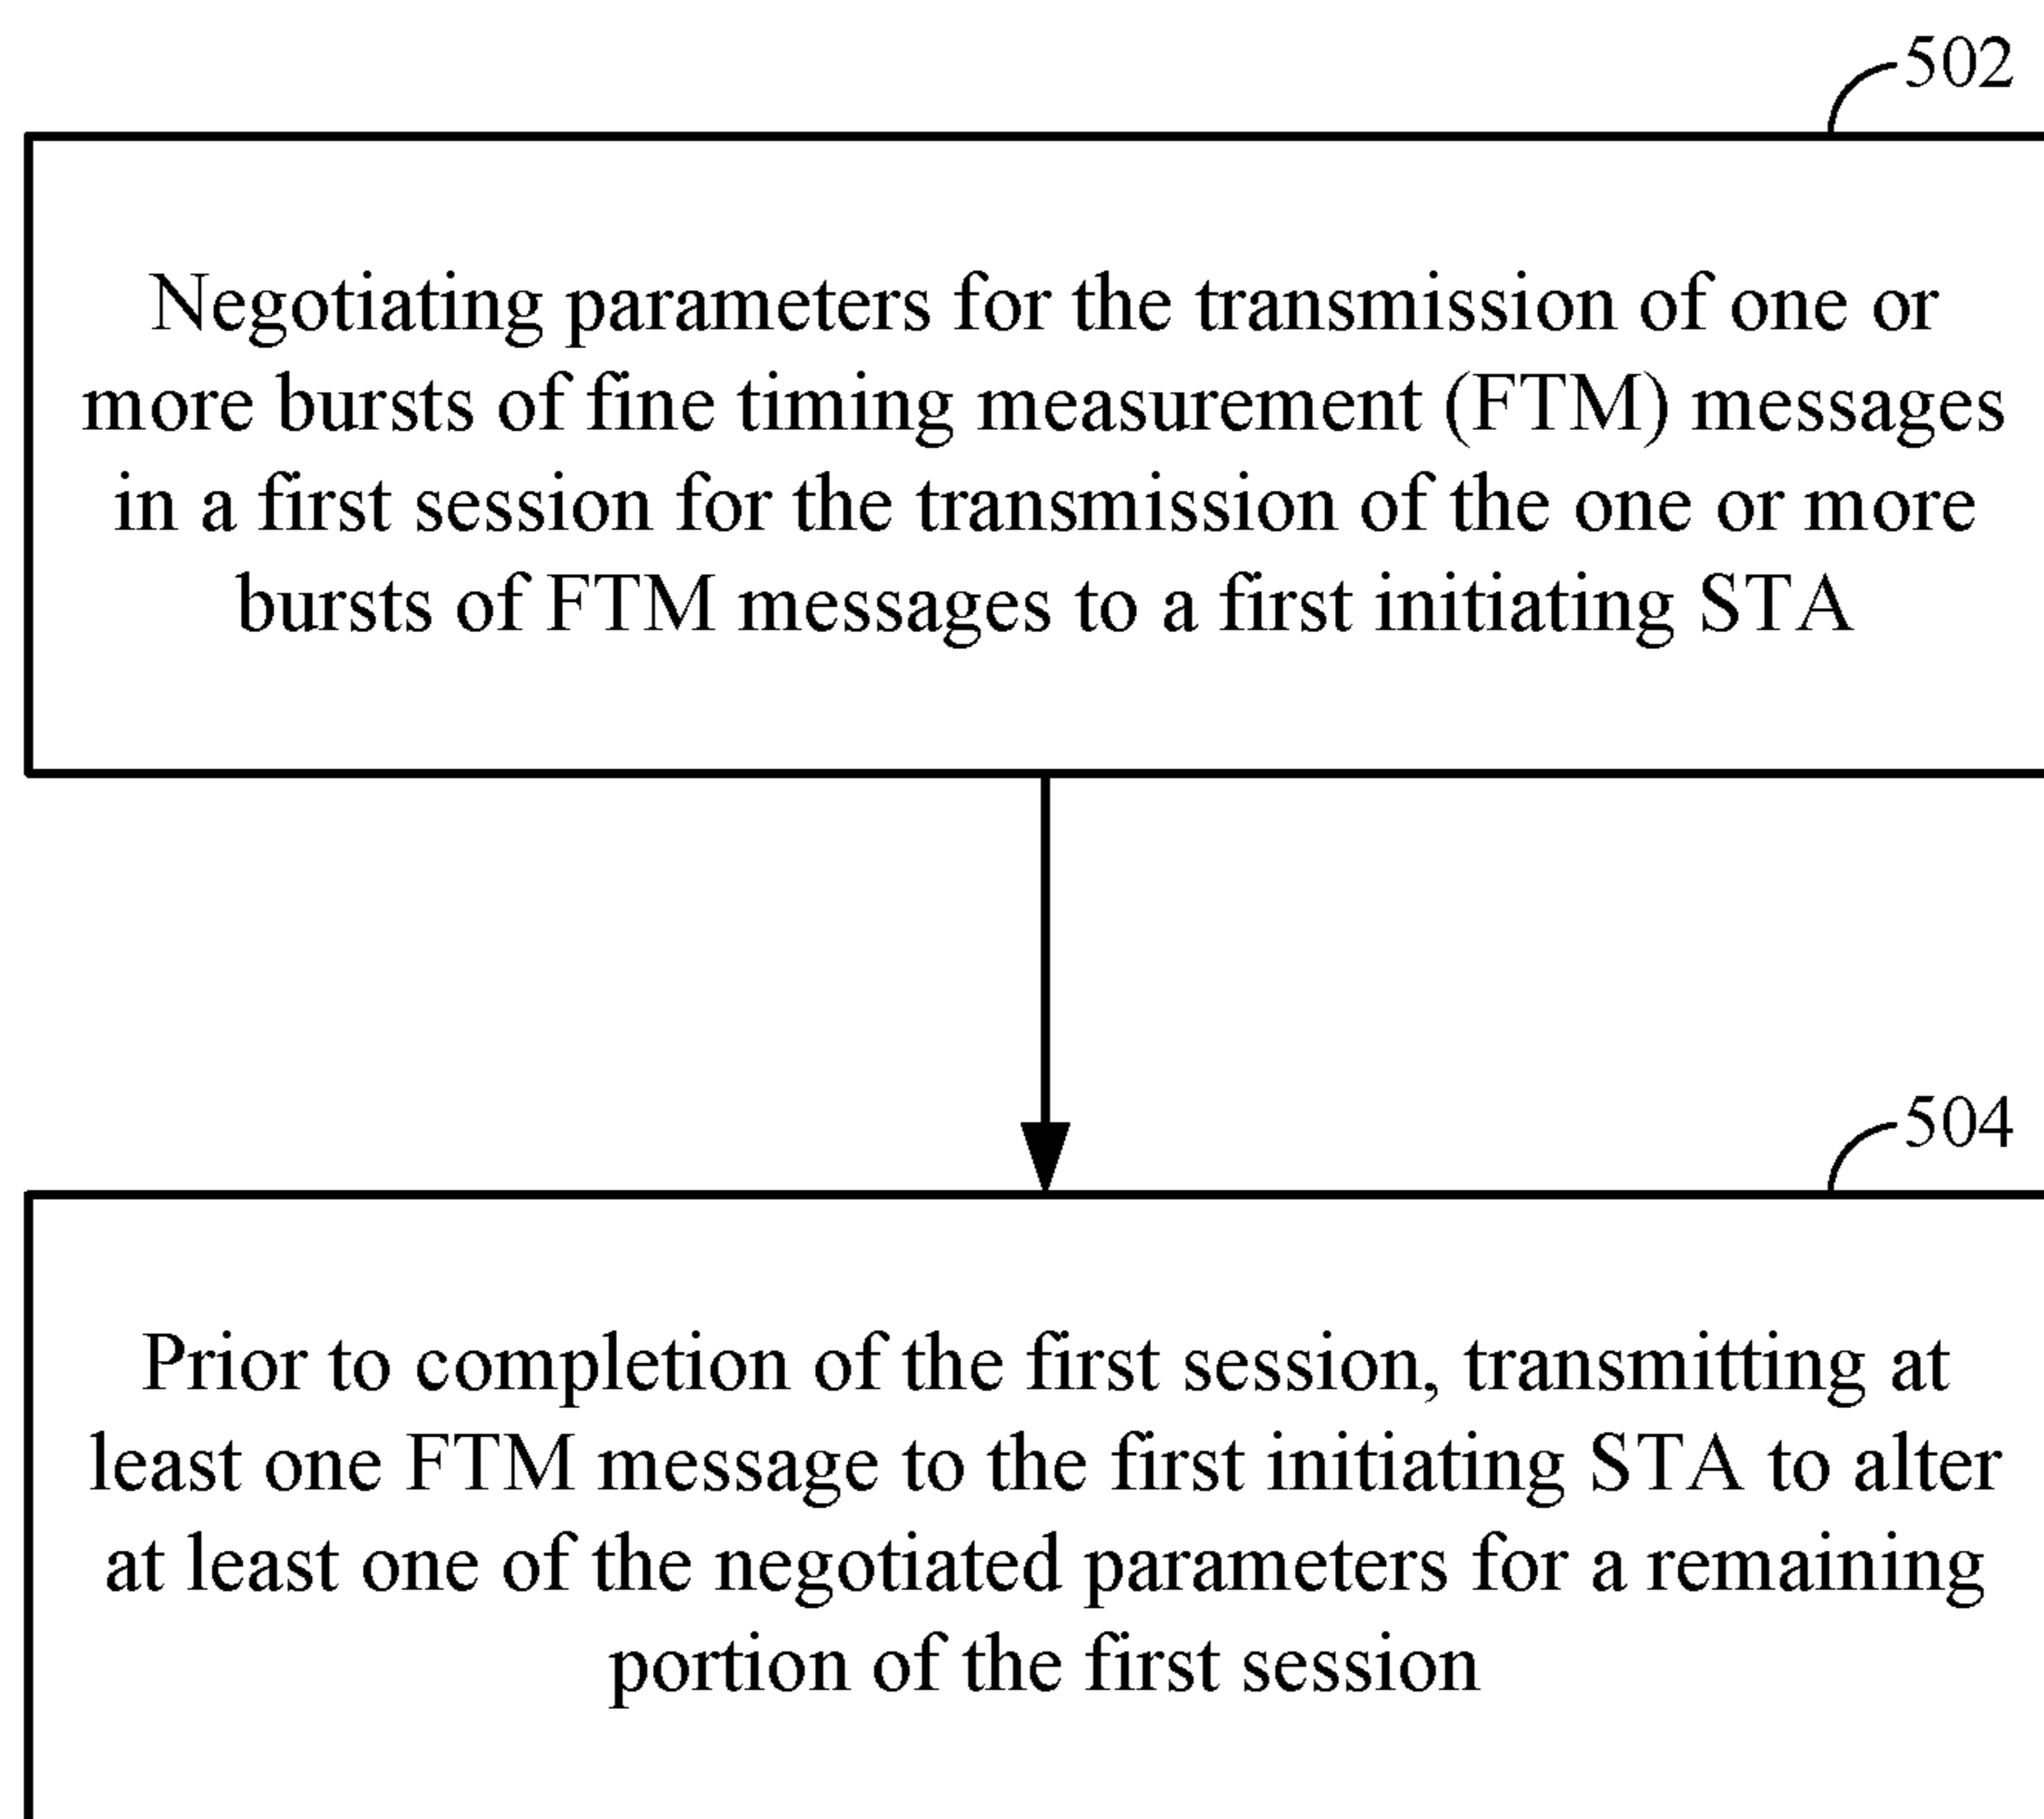 502
Negotiating parameters for the transmission of one or
more bursts of fine timing measurement (FTM) messages
in a first session for the transmission of the one or more
bursts of FTM messages to a first initiating STA
504
Prior to completion of the first session, transmitting at
least one FTM message to the first initiating STA to alter
at least one of the negotiated parameters for a remaining
portion of the first session